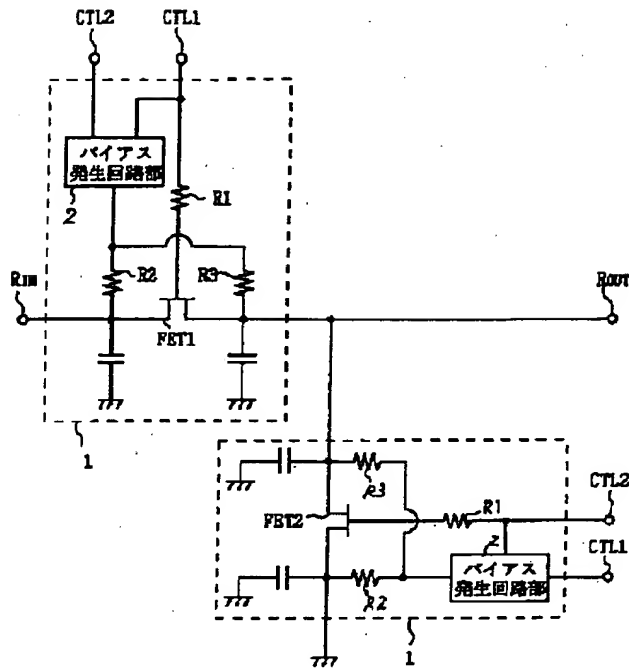 CTL2
CTL1
バイアス
発生回路部
2
R1
R2
R3
RIN
ROUT
FET1
1
R3
CTL2
FET2
R1
2
CTL1
バイアス
発生回路部
R2
1